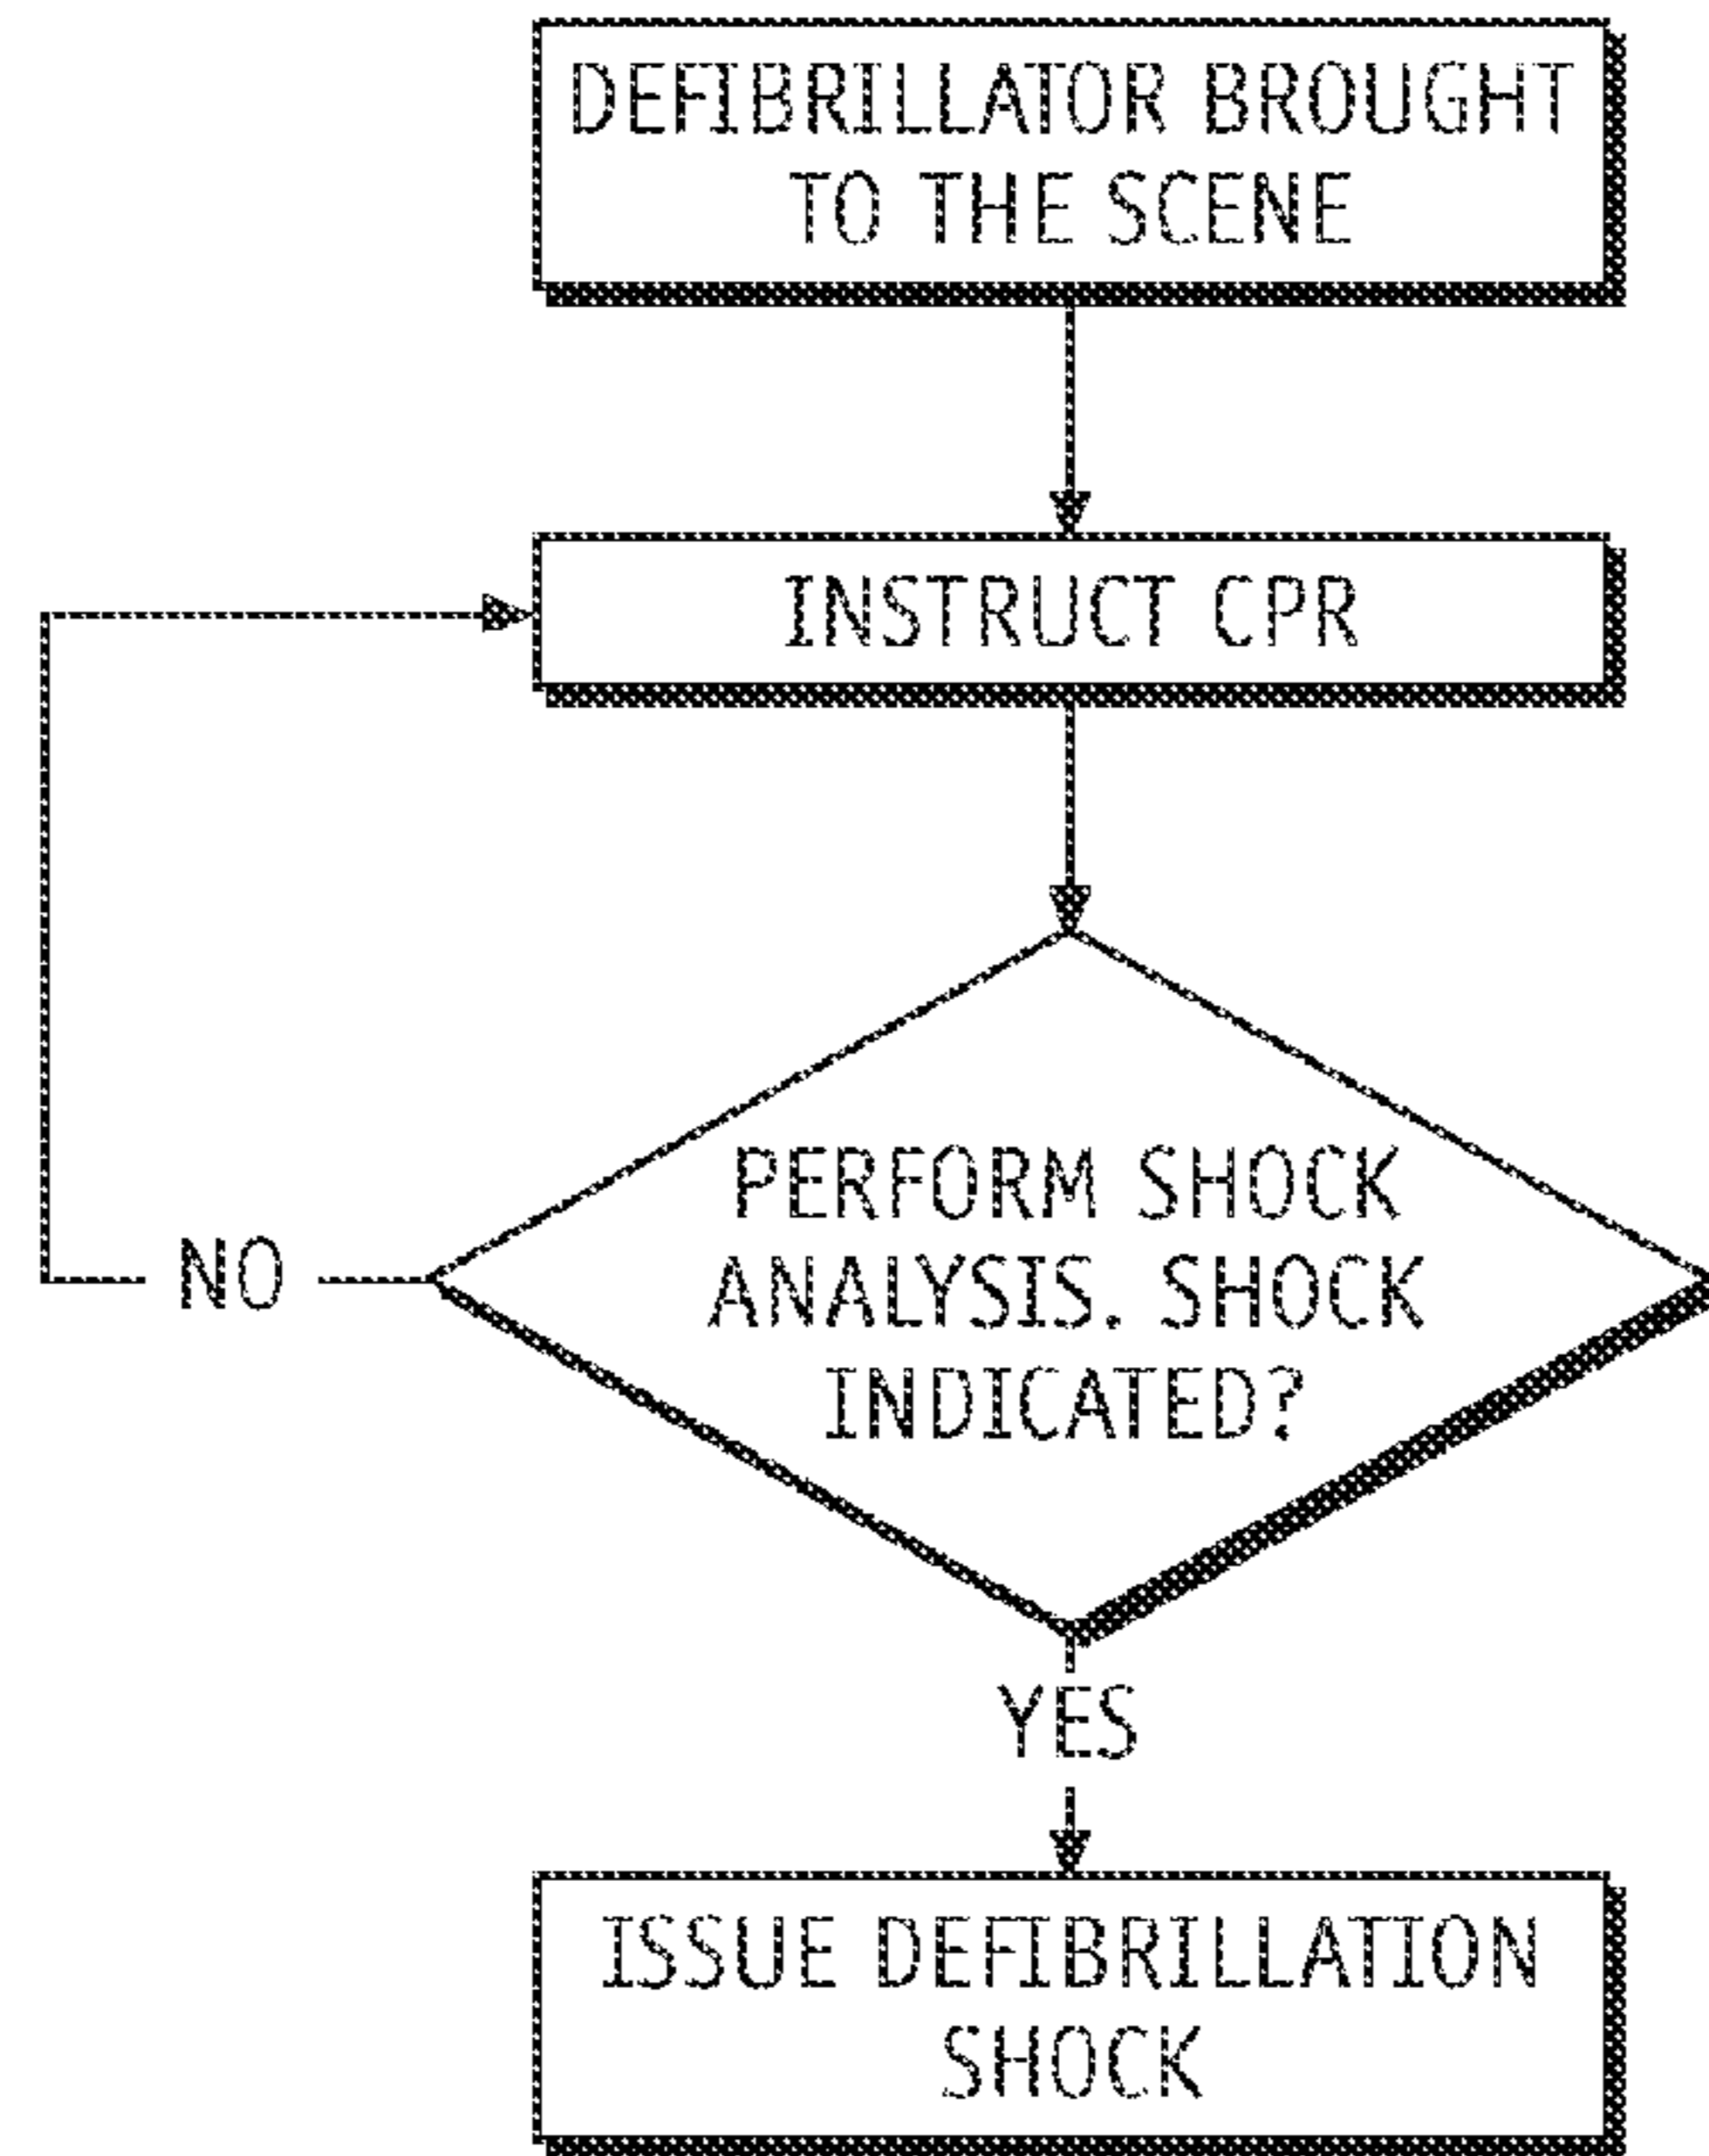 DEFIBRILLATOR BROUGHT
TO THE SCENE
INSTRUCT CPR
PERFORM SHOCK
ANALYSIS. SHOCK
INDICATED?
NO
YES
ISSUE DEFIBRILLATION
SHOCK